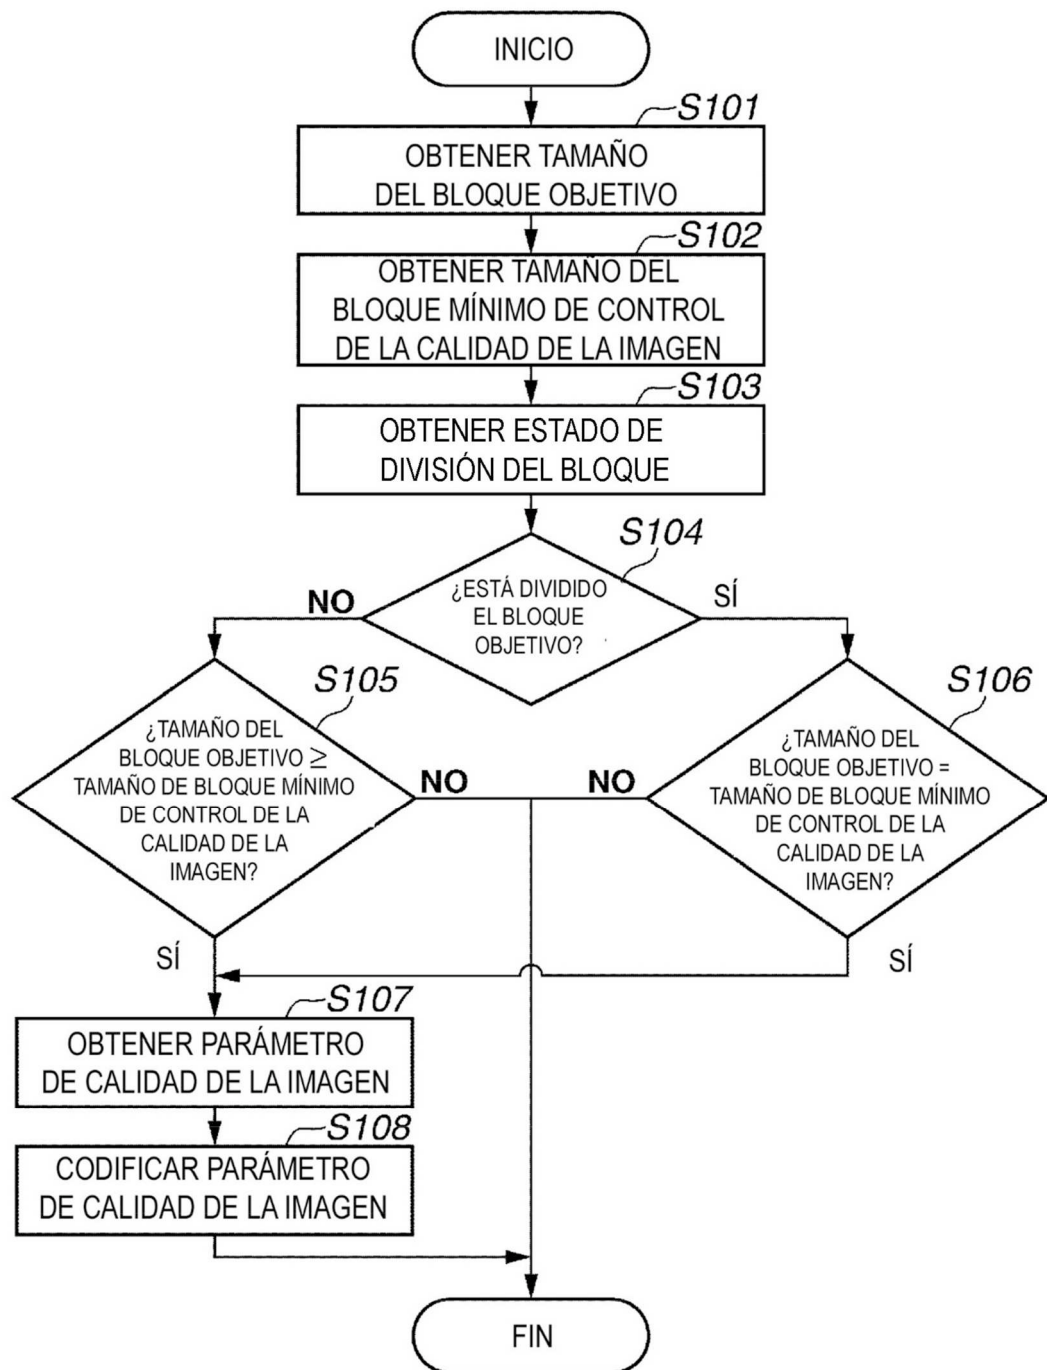 INICIO
S101
OBTENER TAMAÑO
DEL BLOQUE OBJETIVO
S102
OBTENER TAMAÑO DEL
BLOQUE MÍNIMO DE CONTROL
DE LA CALIDAD DE LA IMAGEN
S103
OBTENER ESTADO DE
DIVISIÓN DEL BLOQUE
S104
¿ESTÁ DIVIDIDO
EL BLOQUE
OBJETIVO?
NO
SÍ
S105
¿TAMAÑO DEL
BLOQUE OBJETIVO ≥
TAMAÑO DE BLOQUE MÍNIMO
DE CONTROL DE LA
CALIDAD DE LA
IMAGEN?
NO
SÍ
S106
¿TAMAÑO DEL
BLOQUE OBJETIVO =
TAMAÑO DE BLOQUE MÍNIMO
DE CONTROL DE LA
CALIDAD DE LA
IMAGEN?
NO
SÍ
S107
OBTENER PARÁMETRO
DE CALIDAD DE LA IMAGEN
S108
CODIFICAR PARÁMETRO
DE CALIDAD DE LA IMAGEN
FIN